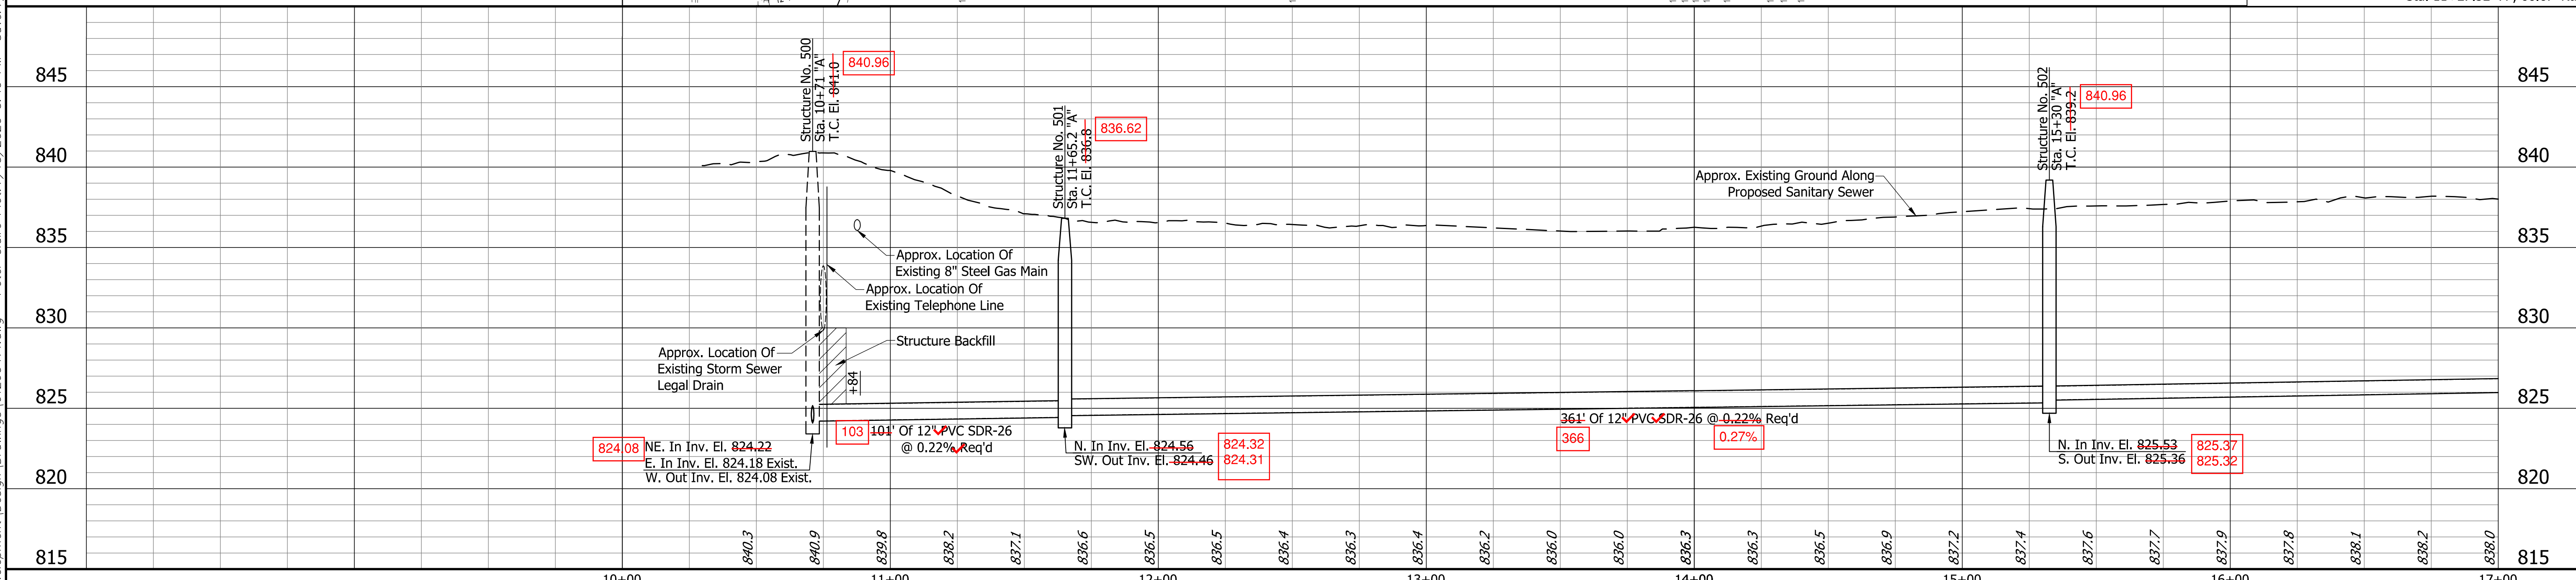 845
840
835
830
825
820
815
Structure No. 500
Sta. 10+71 "A"
T.C. El. 841.0
840.96
Structure No. 501
Sta. 11+65.2 "A"
T.C. El. 836.8
836.62
Structure No. 502
Sta. 15+30 "A"
T.C. El. 839.2
840.96
Approx. Existing Ground Along
Proposed Sanitary Sewer
Approx. Location Of
Existing 8" Steel Gas Main
Approx. Location Of
Existing Telephone Line
Structure Backfill
Approx. Location Of
Existing Storm Sewer
Legal Drain
+84
103 101' Of 12" PVC SDR-26
@ 0.22% Req'd
824.08 NE. In Inv. El. 824.22
E. In Inv. El. 824.18 Exist.
W. Out Inv. El. 824.08 Exist.
N. In Inv. El. 824.56 824.32
SW. Out Inv. El. 824.46 824.31
361' Of 12" PVC SDR-26 @ 0.22% Req'd
366
0.27%
N. In Inv. El. 825.53 825.37
S. Out Inv. El. 825.36 825.32
845
840
835
830
825
820
815
840.3
840.9
839.8
838.2
837.1
836.6
836.5
836.5
836.4
836.3
836.4
836.2
836.0
836.0
836.3
836.3
836.5
836.9
837.2
837.4
837.6
837.7
837.9
837.8
838.1
838.2
838.0
10+00
11+00
12+00
13+00
14+00
15+00
16+00
17+00